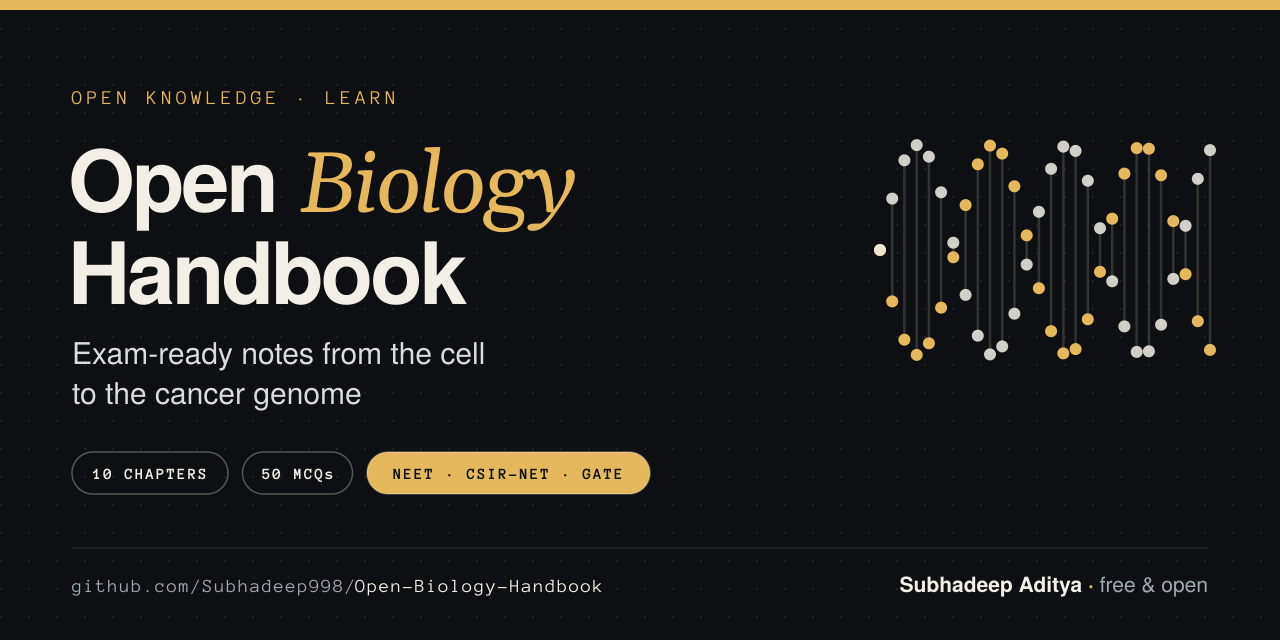 OPEN KNOWLEDGE · LEARN
Open Biology
Handbook
Exam-ready notes from the cell
to the cancer genome
10 CHAPTERS
50 MCQs
NEET · CSIR-NET · GATE
github.com/Subhadeep998/Open-Biology-Handbook
Subhadeep Aditya · free & open